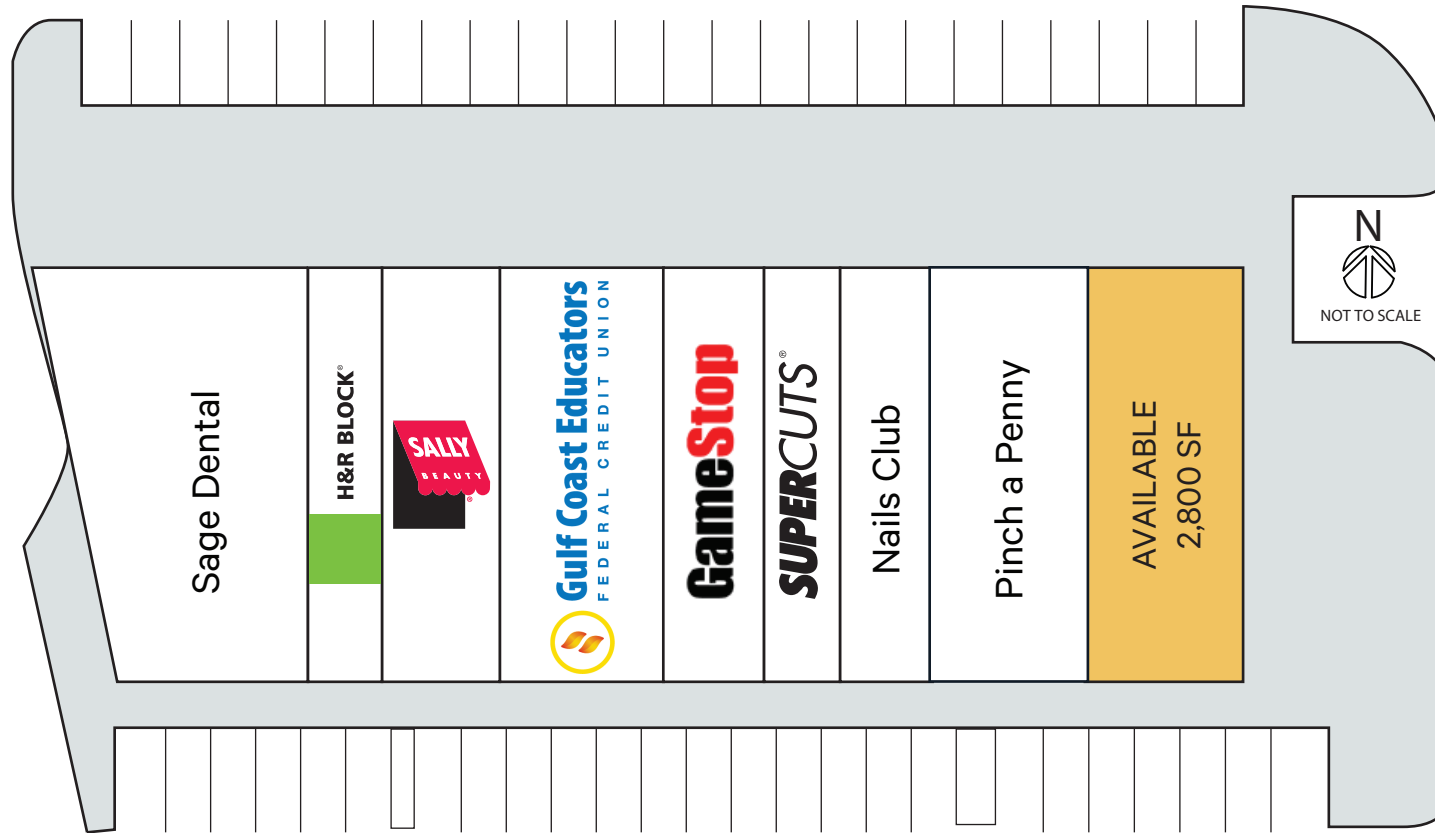 Sage Dental
H&R BLOCK®
SALLY
BEAUTY
®
Gulf Coast Educators
FEDERAL CREDIT UNION
GameStop
SUPERCUTS®
Nails Club
Pinch a Penny
AVAILABLE
2,800 SF
N
NOT TO SCALE